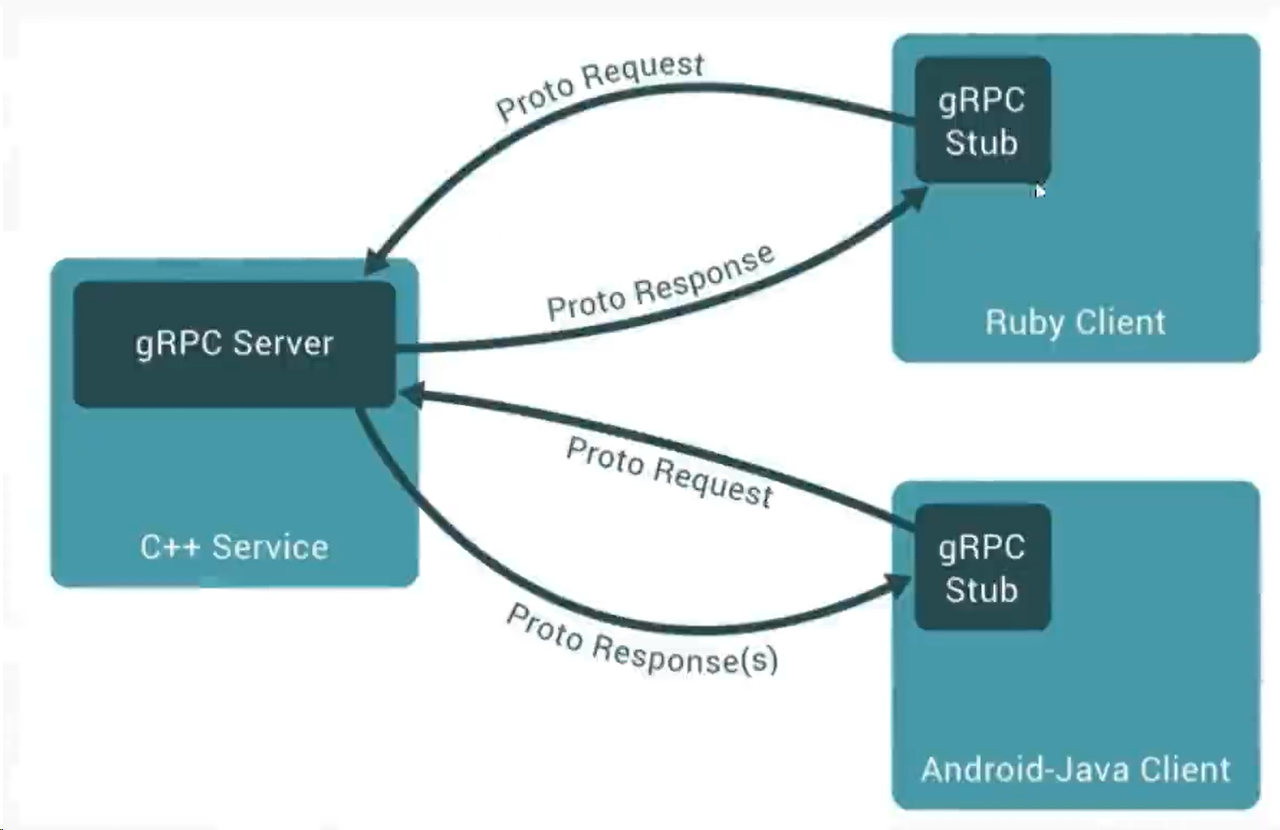 Proto Request
gRPC
Stub
Ruby Client
Proto Response
gRPC Server
C++ Service
Proto Request
gRPC
Stub
Android-Java Client
Proto Response(s)